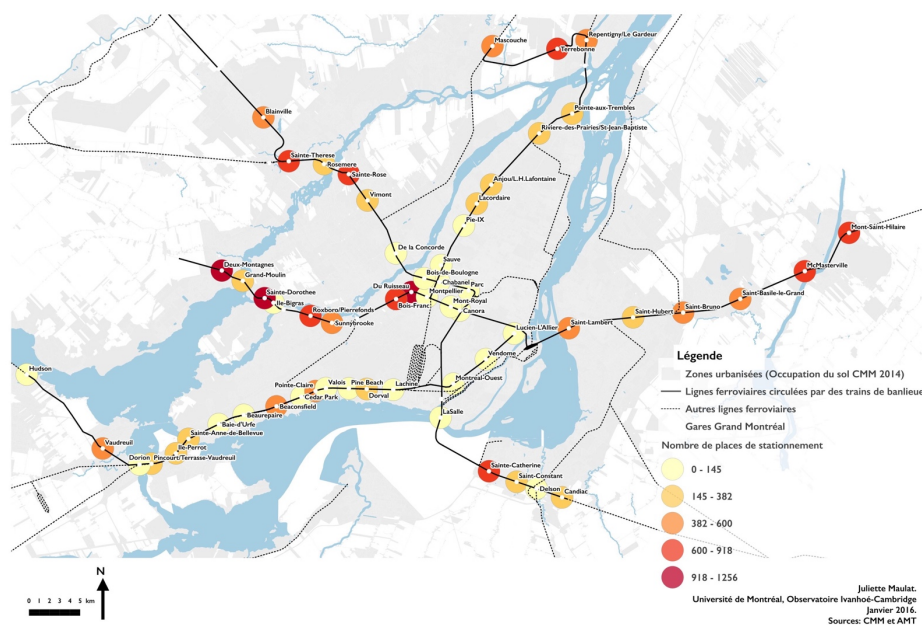 Repentigny/Le Gardeur
Mascouche
Terrebonne
Blainville
Pointe-aux-Trembles
Riviere-des-Prairies/St-Jean-Baptiste
Sainte-Therese
Rosemere
Sainte-Rose
Anjou/L.H.Lafontaine
Vimont
Lacordaire
Pie-IX
Mont-Saint-Hilaire
De la Concorde
Sauve
McMasterville
Deux-Montagnes
Grand-Moulin
Bois-de-Boulogne
Chabanel
Parc
Du Ruisseau
Montpellier
Sainte-Dorothee
Ile-Bigras
Bois-Franc
Mont-Royal
Saint-Basile-le-Grand
Roxboro/Pierrefonds
Canora
Saint-Bruno
Saint-Hubert
Sunnybrooke
Lucien-L'Allier
Saint-Lambert
Vendome
Hudson
Montreal-Ouest
Pointe-Claire
Valois
Pine Beach
Lachine
Cedar Park
Dorval
Beaconsfield
Beaurepaire
Baie-d'Urfe
LaSalle
Sainte-Anne-de-Bellevue
Vaudreuil
Ile-Perrot
Dorion
Pincourt/Terrasse-Vaudreuil
Sainte-Catherine
Saint-Constant
Delson
Candiac
Légende
Zones urbanisées (Occupation du sol CMM 2014)
Lignes ferroviaires circulées par des trains de banlieue
Autres lignes ferroviaires
Gares Grand Montréal
Nombre de places de stationnement
0 - 145
145 - 382
382 - 600
600 - 918
918 - 1256
N
0 1 2 3 4 5 km
Juliette Maulat.
Université de Montréal, Observatoire Ivanhoé-Cambridge
Janvier 2016.
Sources: CMM et AMT